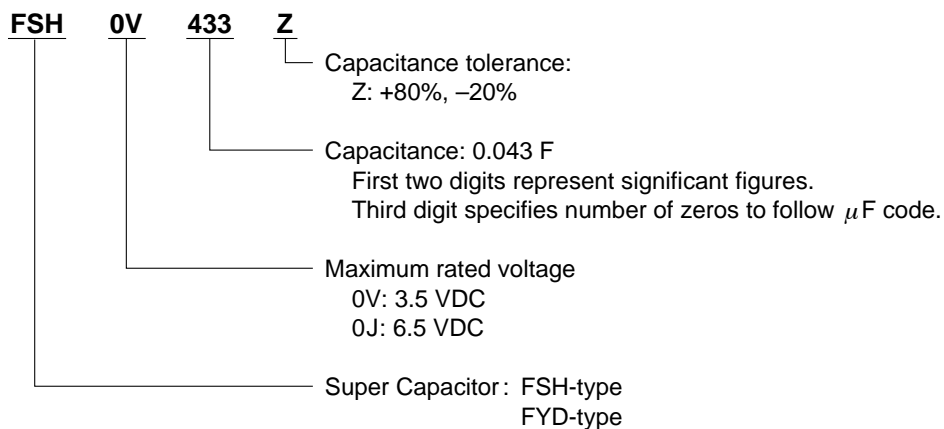 FSH 0V 433 Z
Capacitance tolerance:
Z: +80%, –20%
Capacitance: 0.043 F
First two digits represent significant figures.
Third digit specifies number of zeros to follow μF code.
Maximum rated voltage
0V: 3.5 VDC
0J: 6.5 VDC
Super Capacitor: FSH-type
FYD-type